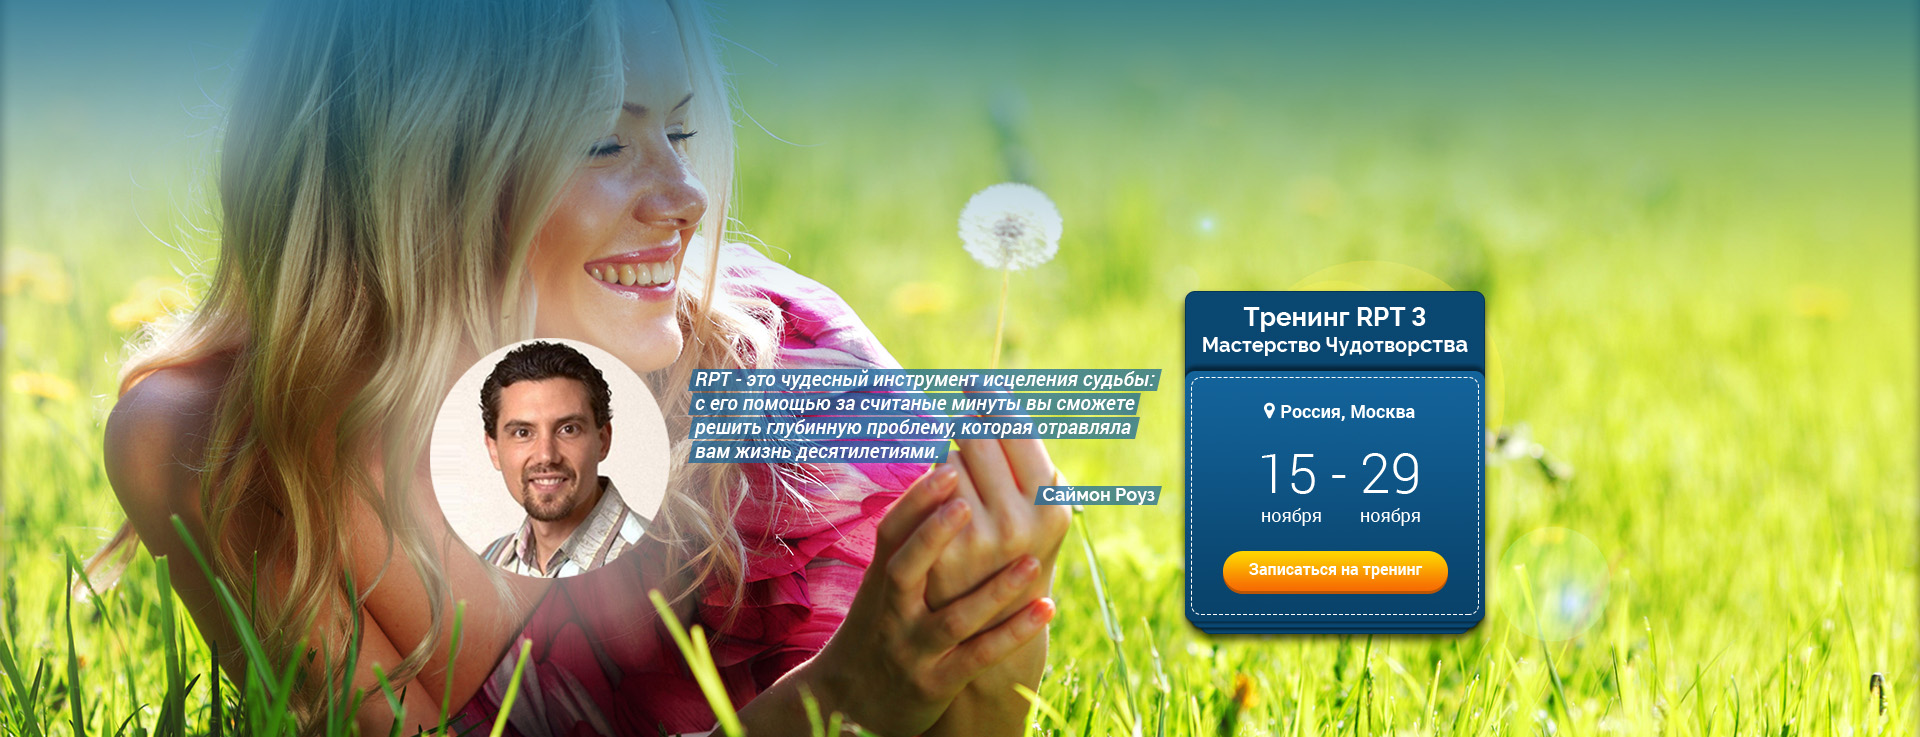 RPT - это чудесный инструмент исцеления судьбы:
с его помощью за считаные минуты вы сможете
решить глубинную проблему, которая отравляла
вам жизнь десятилетиями.
Саймон Роуз
Тренинг RPT 3
Мастерство Чудотворства
Россия, Москва
15 - 29
ноября ноября
Записаться на тренинг